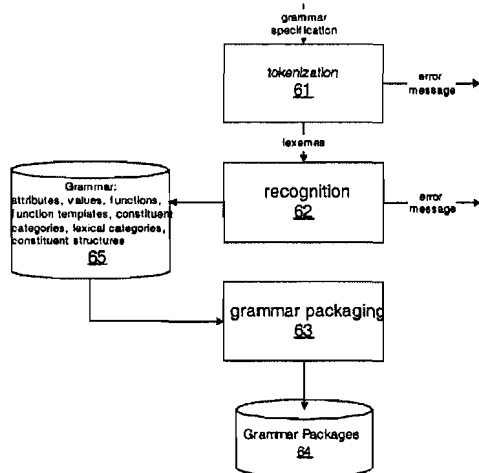 grammar
specification
tokenization
61
error
message
lexemes
Grammar:
attributes, values, functions,
function templates, constituent
categories, lexical categories,
constituent structures
65
recognition
62
error
message
grammar packaging
63
Grammar Packages
64